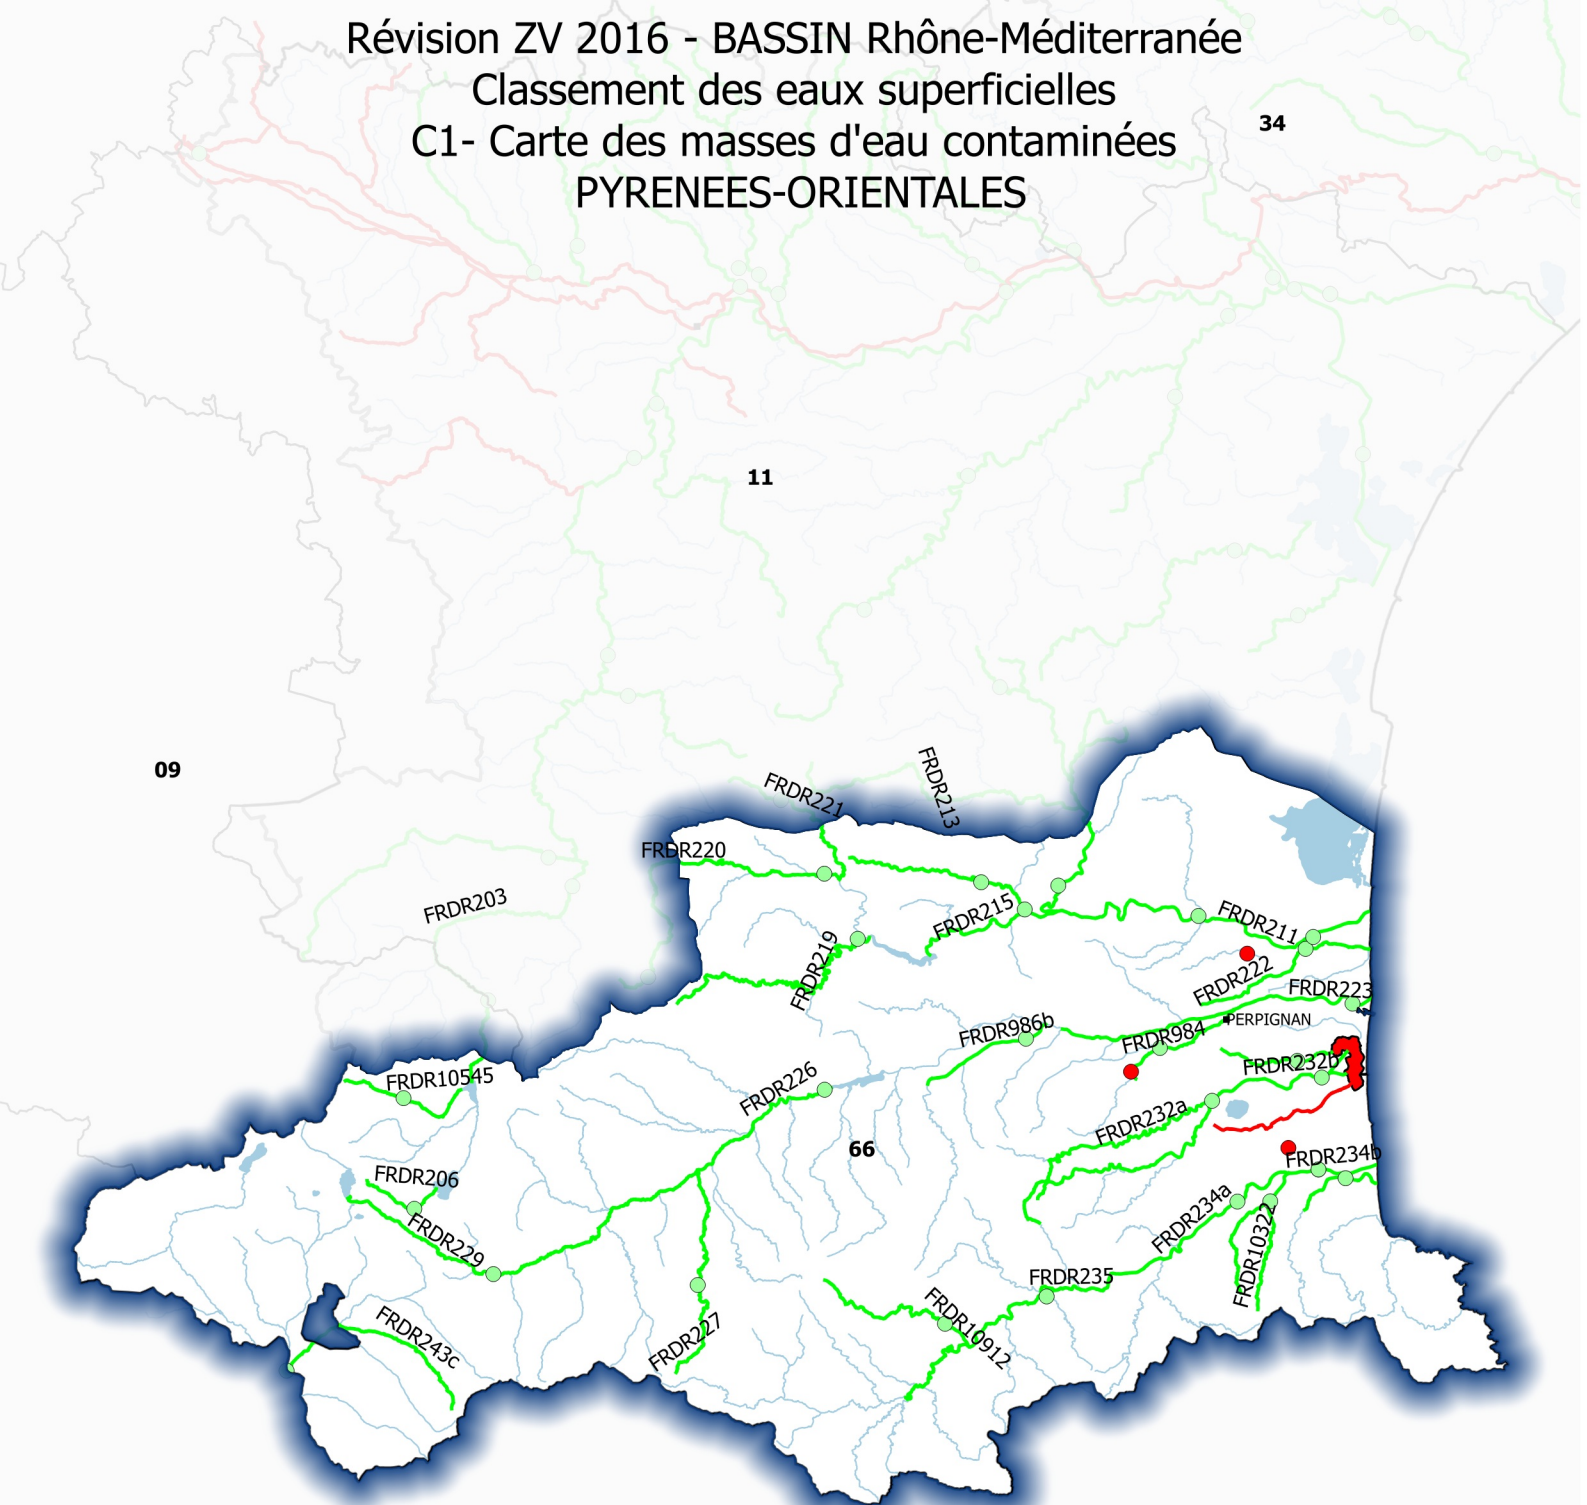 Révision ZV 2016 - BASSIN Rhône-Méditerranée
Classement des eaux superficielles
C1- Carte des masses d'eau contaminées
PYRENEES-ORIENTALES
34
11
09
FRDR221
FRDR213
FRDR220
FRDR203
FRDR215
FRDR211
FRDR219
FRDR222
FRDR223
PERPIGNAN
FRDR986b
FRDR984
FRDR232b
FRDR10545
FRDR226
FRDR232a
66
FRDR234b
FRDR206
FRDR229
FRDR234a
FRDR10322
FRDR235
FRDR243c
FRDR227
FRDR10912